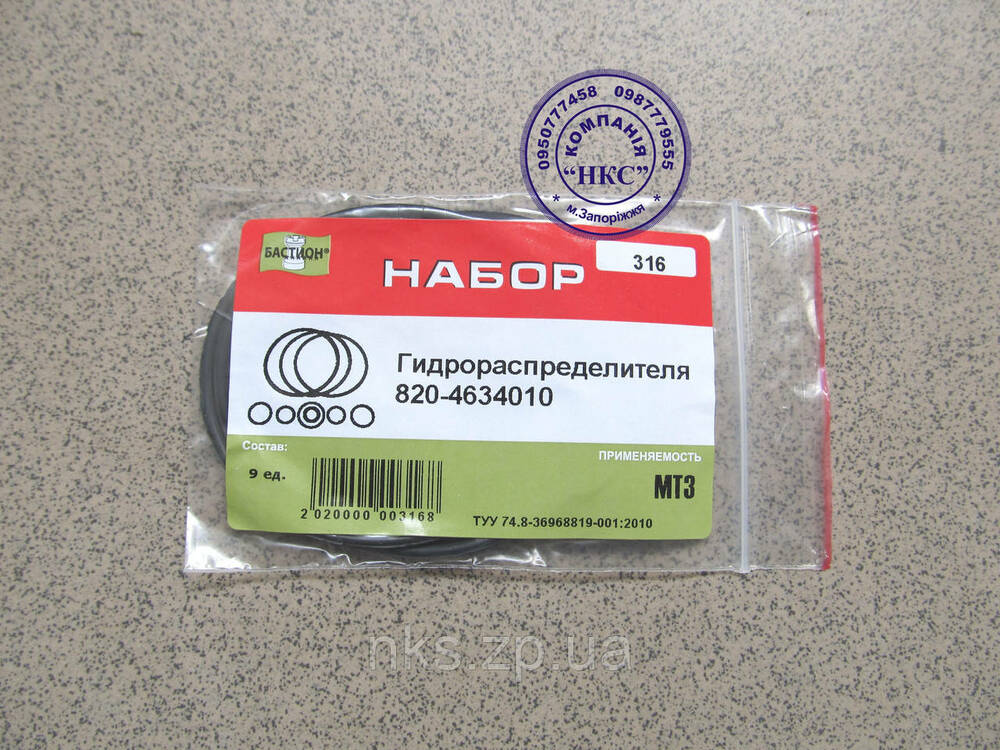 0950777458 0987779555
КОМПАНІЯ
“НКС”
* м.Запоріжжя *
БАСТИОН®
НАБОР
316
Гидрораспределителя
820-4634010
Состав:
9 ед.
ПРИМЕНЯЕМОСТЬ
МТЗ
2 020000 003168
ТУУ 74.8-36968819-001:2010
nks.zp.ua